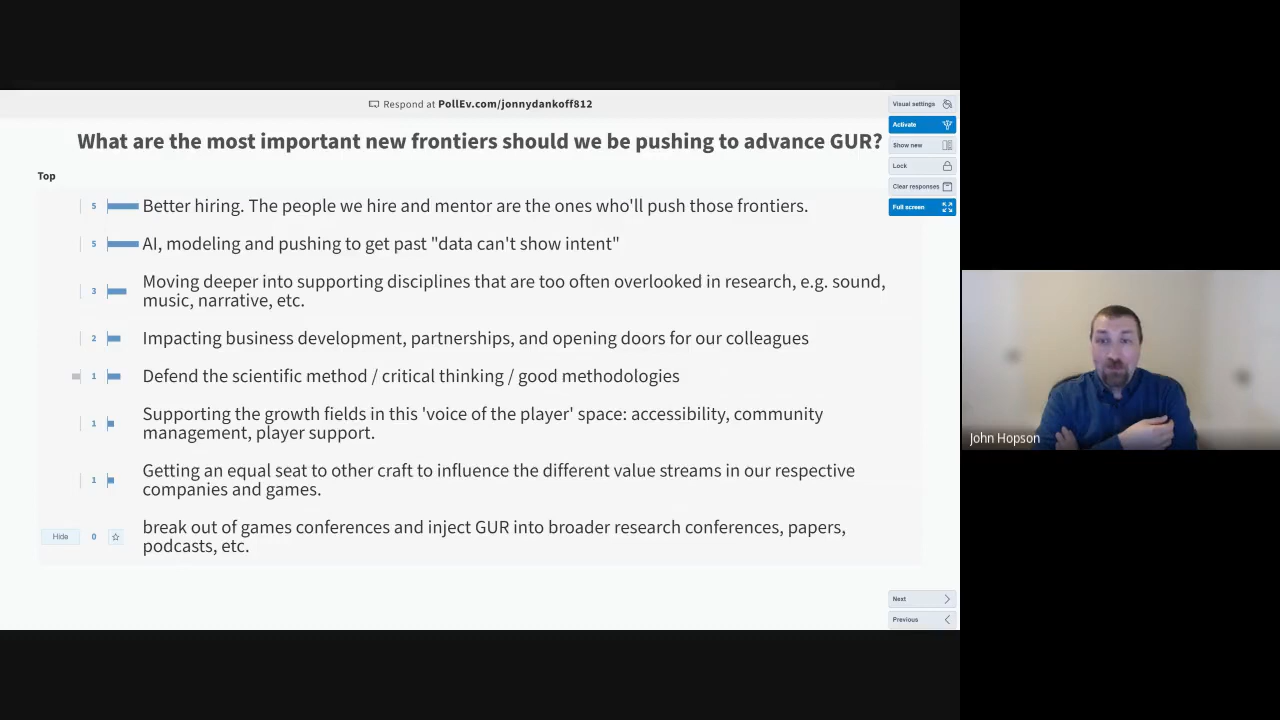 Respond at PollEv.com/jonnydankoff812
What are the most important new frontiers should we be pushing to advance GUR?
Top
5 Better hiring. The people we hire and mentor are the ones who'll push those frontiers.
5 AI, modeling and pushing to get past "data can't show intent"
3 Moving deeper into supporting disciplines that are too often overlooked in research, e.g. sound,
music, narrative, etc.
2 Impacting business development, partnerships, and opening doors for our colleagues
1 Defend the scientific method / critical thinking / good methodologies
1 Supporting the growth fields in this 'voice of the player' space: accessibility, community
management, player support.
1 Getting an equal seat to other craft to influence the different value streams in our respective
companies and games.
Hide 0 break out of games conferences and inject GUR into broader research conferences, papers,
podcasts, etc.
Visual settings
Activate
Show new
Lock
Clear responses
Full screen
Next
Previous
John Hopson